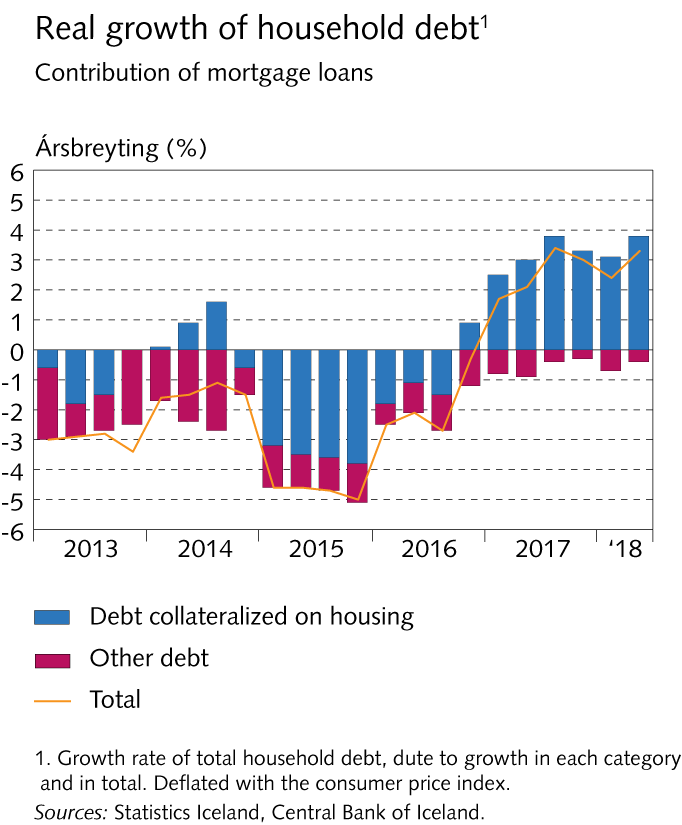 Real growth of household debt¹
Contribution of mortgage loans
Ársbreyting (%)
6
5
4
3
2
1
0
-1
-2
-3
-4
-5
-6
2013 2014 2015 2016 2017 ‘18
Debt collateralized on housing
Other debt
Total
1. Growth rate of total household debt, dute to growth in each category
and in total. Deflated with the consumer price index.
Sources: Statistics Iceland, Central Bank of Iceland.